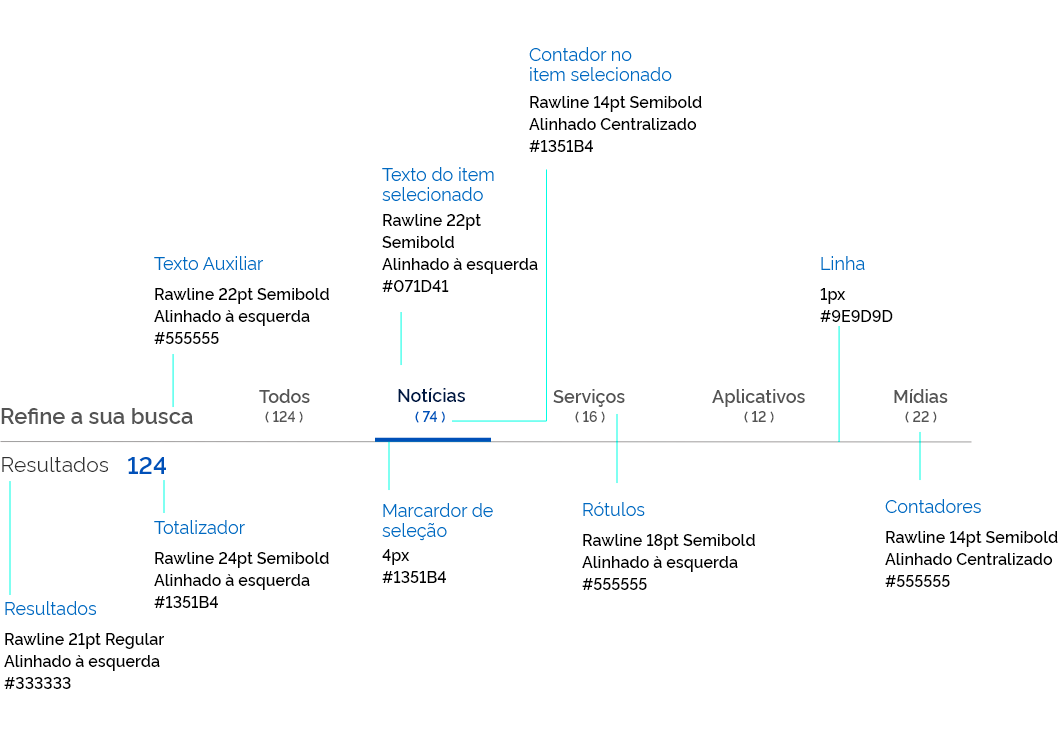 Contador no
item selecionado
Rawline 14pt Semibold
Alinhado Centralizado
#1351B4
Texto do item
selecionado
Rawline 22pt
Semibold
Alinhado à esquerda
#071D41
Texto Auxiliar
Rawline 22pt Semibold
Alinhado à esquerda
#555555
Linha
1px
#9E9D9D
Refine a sua busca
Todos
( 124 )
Notícias
( 74 )
Serviços
( 16 )
Aplicativos
( 12 )
Mídias
( 22 )
Resultados 124
Totalizador
Rawline 24pt Semibold
Alinhado à esquerda
#1351B4
Marcardor de
seleção
4px
#1351B4
Rótulos
Rawline 18pt Semibold
Alinhado à esquerda
#555555
Contadores
Rawline 14pt Semibold
Alinhado Centralizado
#555555
Resultados
Rawline 21pt Regular
Alinhado à esquerda
#333333